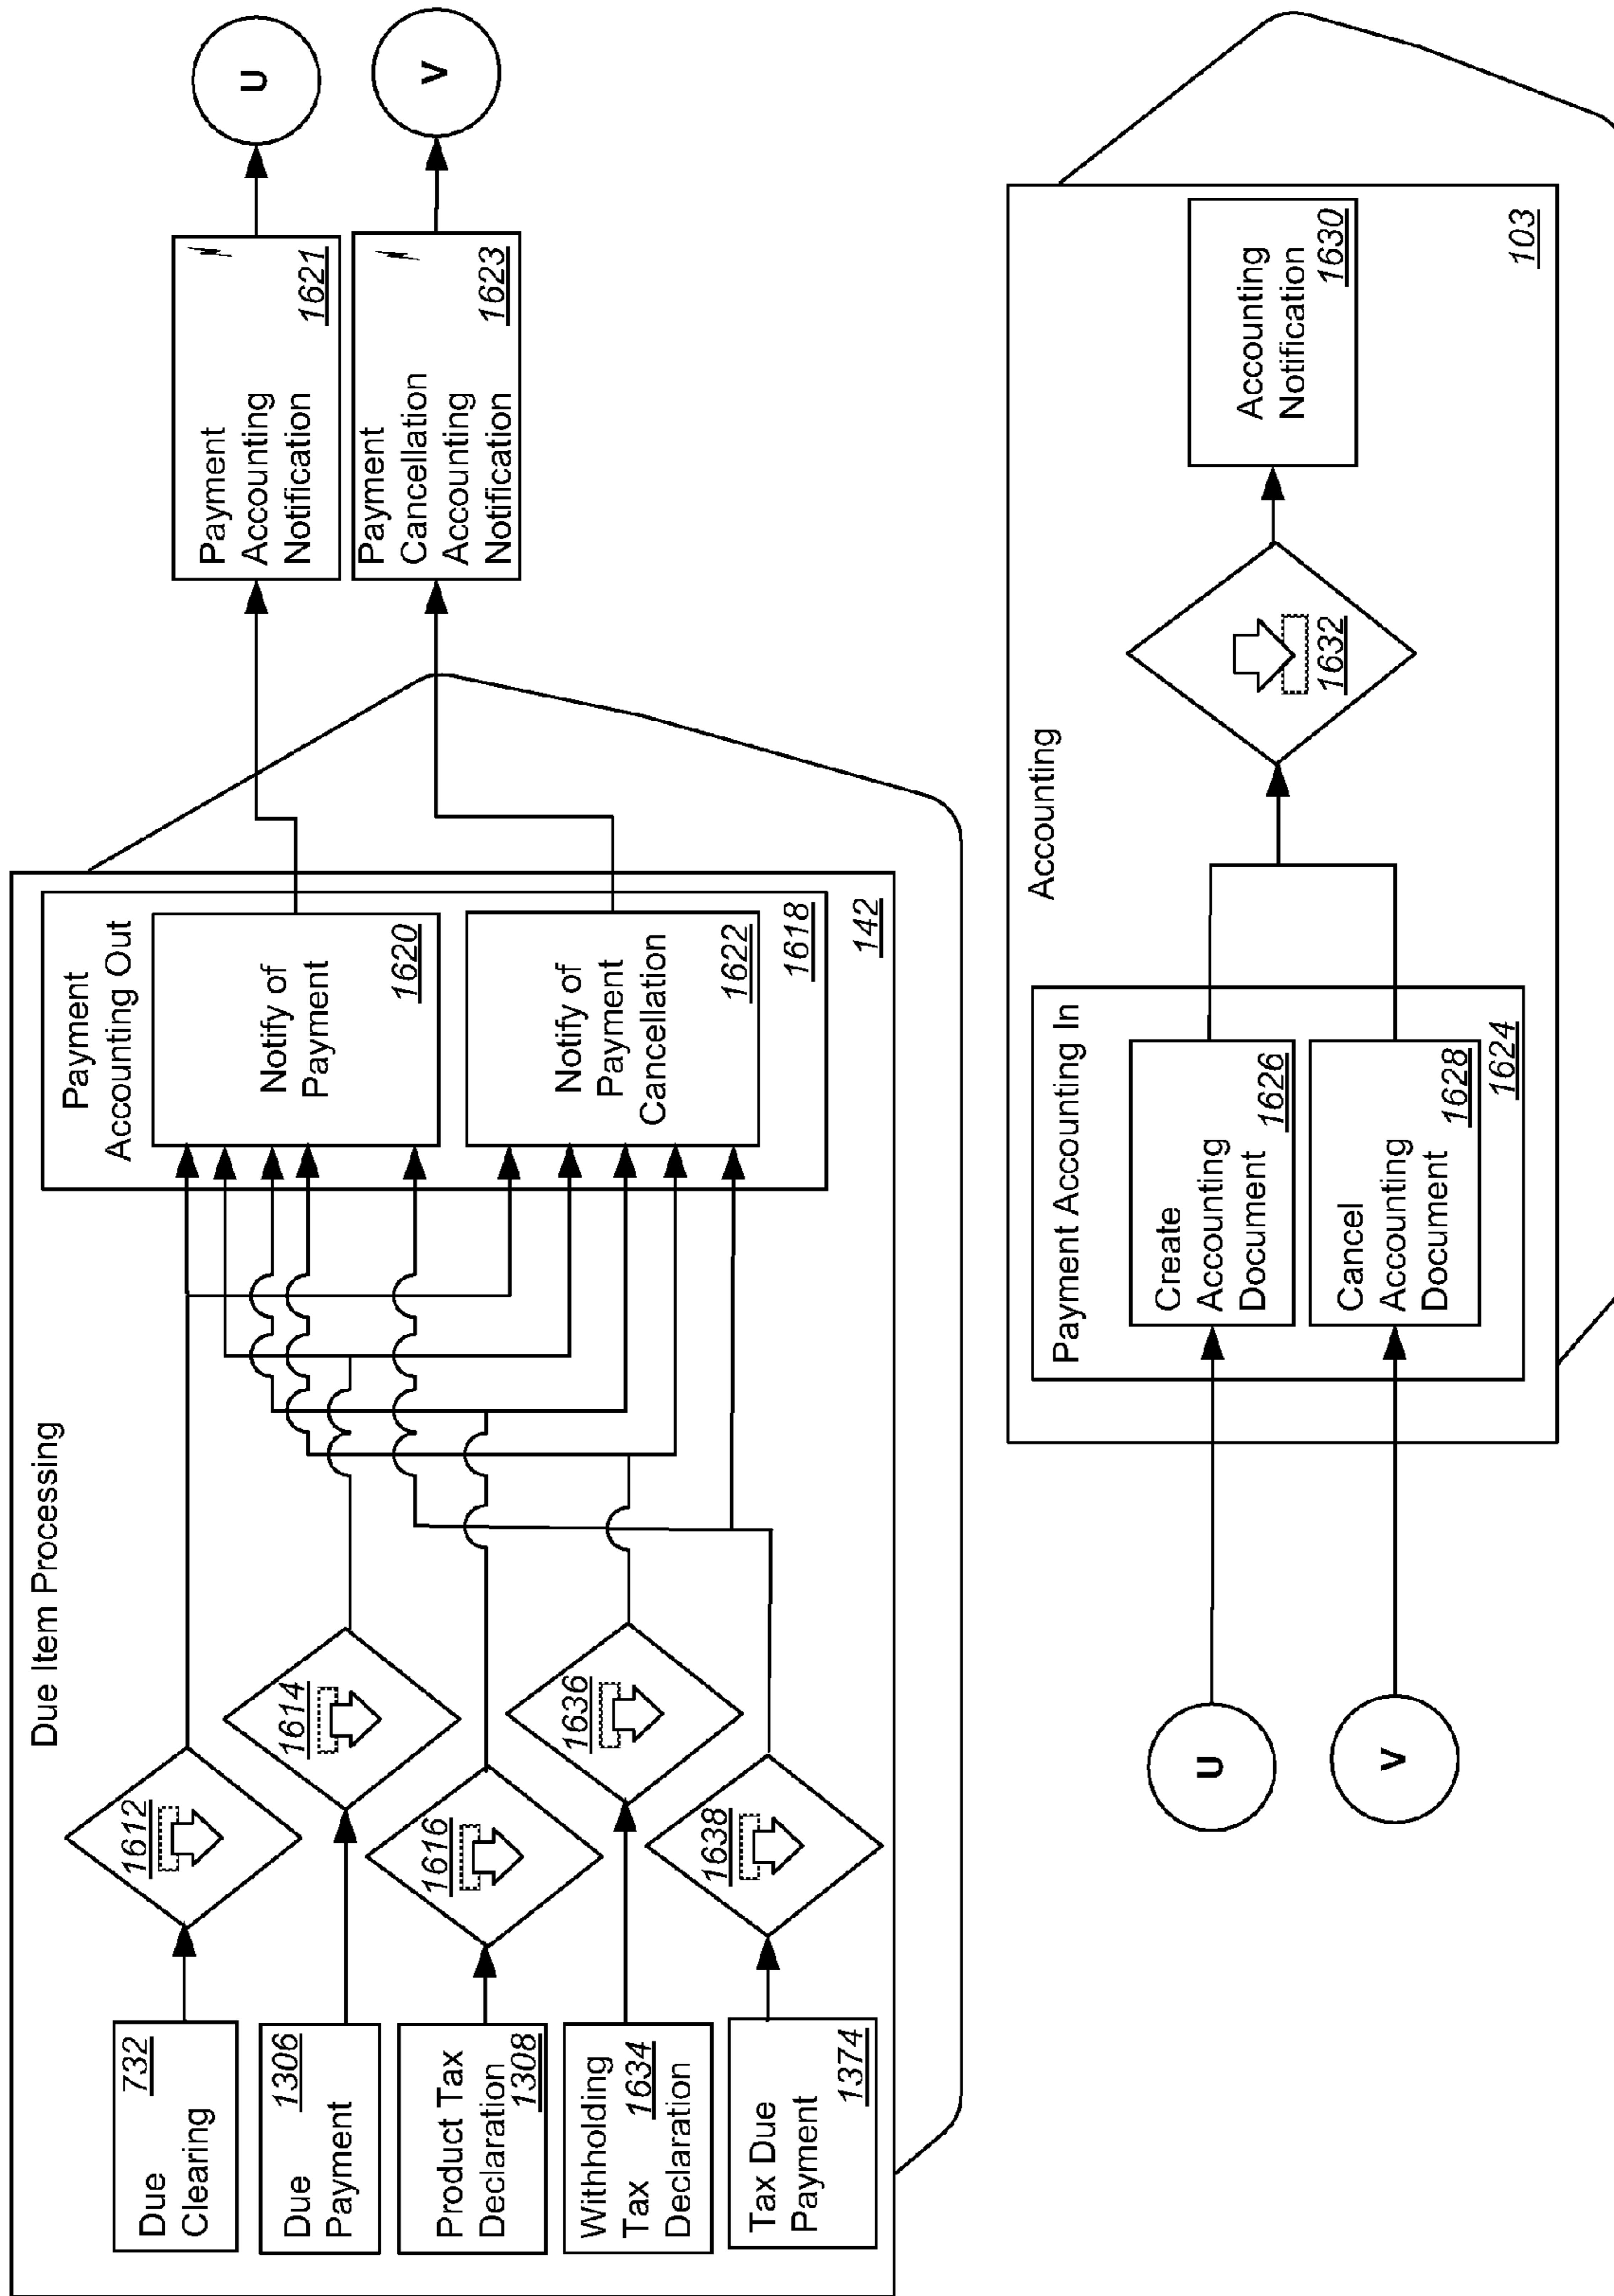 Due Item Processing
Due
Clearing
732
Due
Payment
1306
Product Tax
Declaration
1308
Withholding
Tax
1634
Declaration
Tax Due
Payment
1374
1612
1614
1616
1636
1638
Payment
Accounting Out
Notify of
Payment
1620
Notify of
Payment
Cancellation
1622
1618
142
Payment
Accounting
Notification
1621
Payment
Cancellation
Accounting
Notification
1623
U
V
U
V
Accounting
Payment Accounting In
Create
Accounting
Document
1626
Cancel
Accounting
Document
1628
1624
1632
Accounting
Notification
1630
103